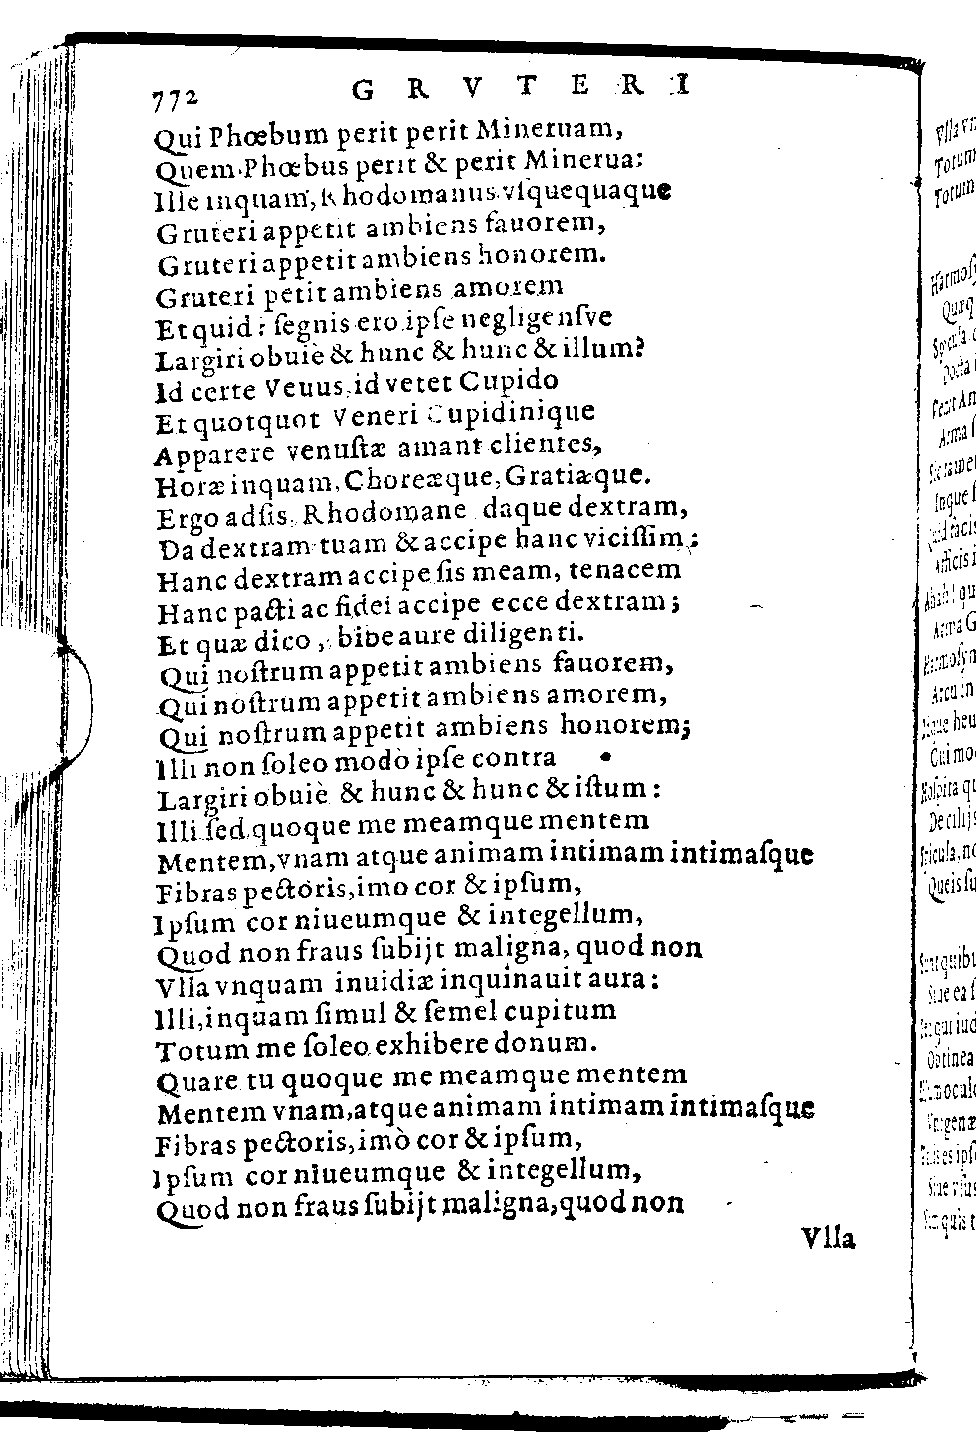 772 GRVTERI
Qui Phœbum perit perit Mineruam,
Quem Phœbus perit & perit Minerua:
Ille inquam, Rhodomanus vſquequaque
Gruteri appetit ambiens fauorem,
Gruteri appetit ambiens honorem.
Gruteri petit ambiens amorem
Et quid? ſegnis ero ipſe negligenſve
Largiri obuiè & hunc & hunc & illum?
Id certe Venus, id vetet Cupido
Et quotquot Veneri Cupidinique
Apparere venuſtæ amant clientes,
Horæ inquam, Choreæque, Gratiæque.
Ergo adſis, Rhodomane daque dextram,
Da dextram tuam & accipe hanc viciſſim;
Hanc dextram accipe ſis meam, tenacem
Hanc pacti ac fidei accipe ecce dextram;
Et quæ dico, bibe aure diligenti.
Qui noſtrum appetit ambiens fauorem,
Qui noſtrum appetit ambiens amorem,
Qui noſtrum appetit ambiens honorem;
Illi non ſoleo modò ipſe contra
Largiri obuiè & hunc & hunc & iſtum:
Illi ſed quoque me meamque mentem
Mentem, vnam atque animam intimam intimaſque
Fibras pectoris, imo cor & ipſum,
Ipſum cor niueumque & integellum,
Quod non fraus ſubijt maligna, quod non
Vlla vnquam inuidiæ inquinauit aura:
Illi, inquam ſimul & ſemel cupitum
Totum me ſoleo exhibere donum.
Quare tu quoque me meamque mentem
Mentem vnam, atque animam intimam intimaſque
Fibras pectoris, imò cor & ipſum,
Ipſum cor niueumque & integellum,
Quod non fraus ſubijt maligna, quod non
Vlla